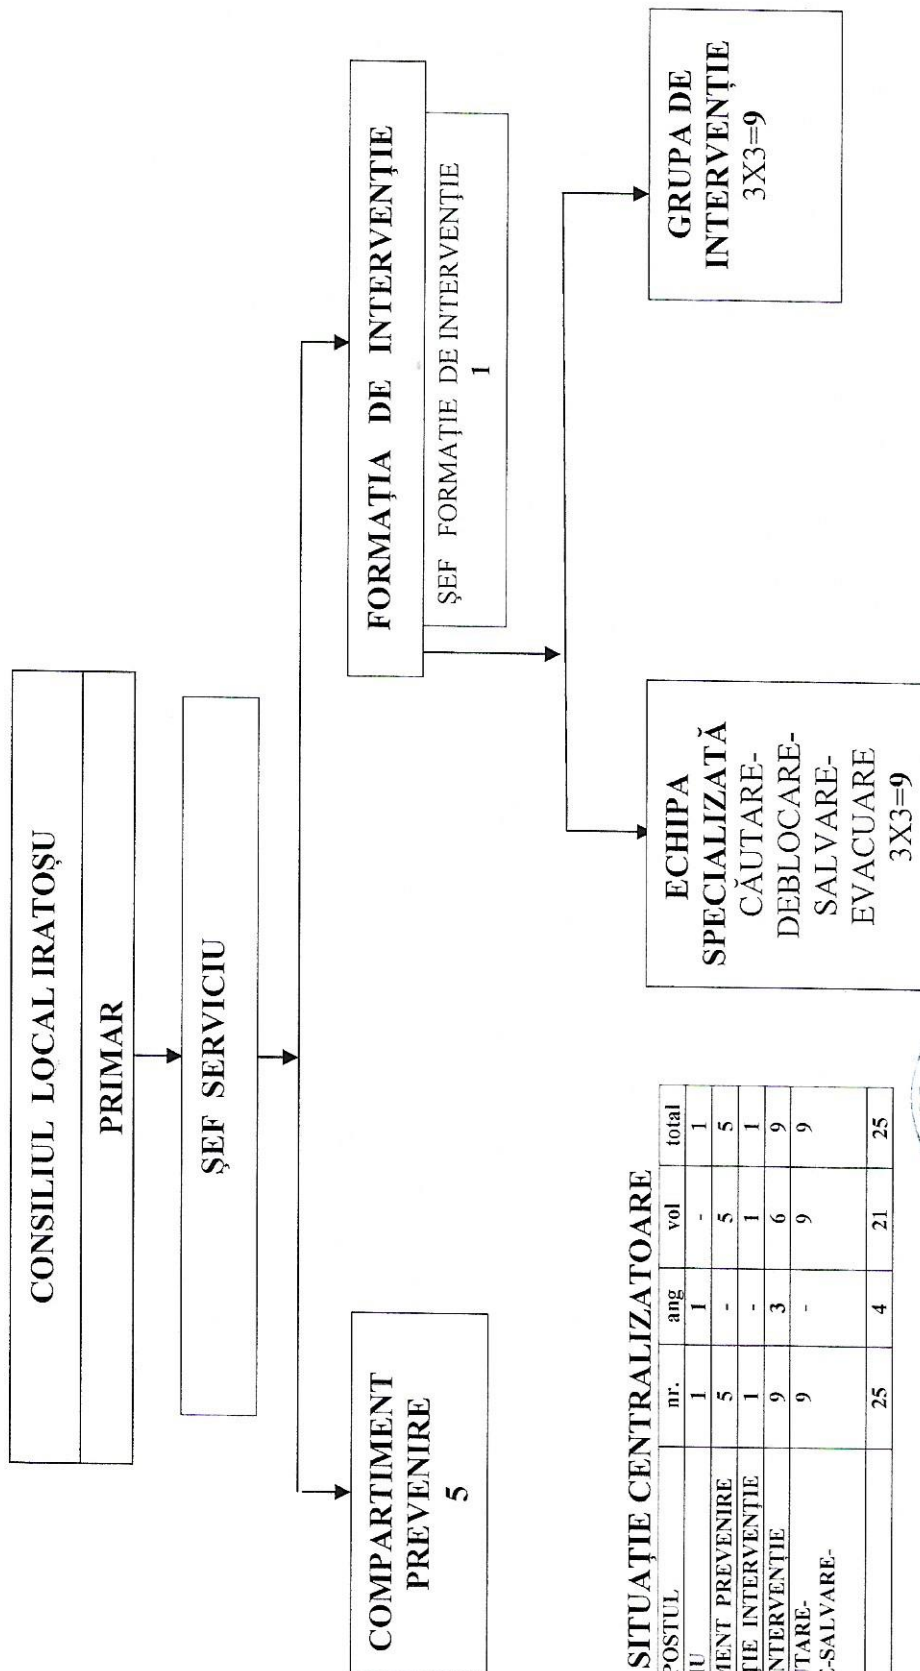 CONSILIUL LOCAL IRATOȘU
PRIMAR
ŞEF SERVICIU
COMPARTIMENT
PREVENIRE
5
FORMAȚIA DE INTERVENȚIE
ŞEF FORMAȚIE DE INTERVENȚIE
1
ECHIPA
SPECIALIZATĂ
CĂUTARE-
DEBLOCARE-
SALVARE-
EVACUARE
3X3=9
GRUPA DE
INTERVENȚIE
3X3=9
SITUAȚIE CENTRALIZATOARE
POSTUL nr. ang vol total
IU 1 1 - 1
MENT PREVENIRE 5 - 5 5
ȚIE INTERVENȚIE 1 - 1 1
NTERVENȚIE 9 3 6 9
TARE- 9 - 9 9
-SALVARE-
25 4 21 25